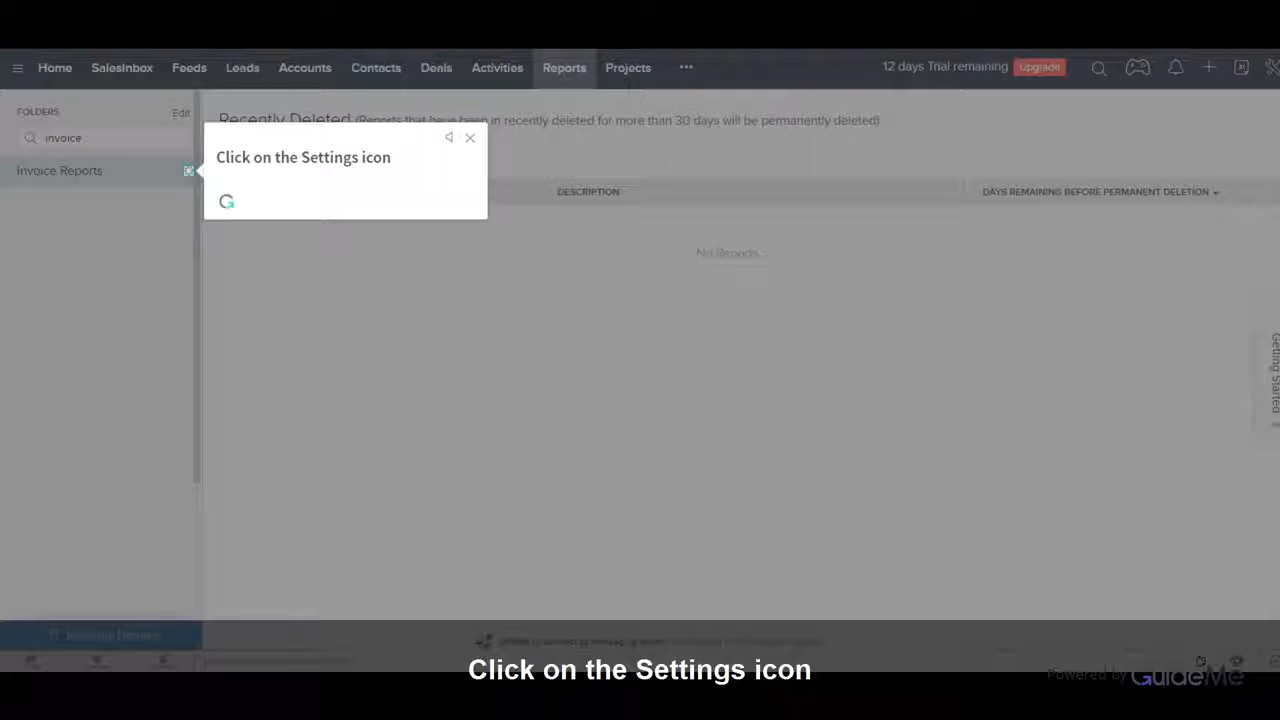 Home SalesInbox Feeds Leads Accounts Contacts Deals Activities Reports Projects ••• 12 days Trial remaining Upgrade
FOLDERS Edit
Recently Deleted (Reports that have been in recently deleted for more than 30 days will be permanently deleted)
invoice
Click on the Settings icon
Invoice Reports
DESCRIPTION DAYS REMAINING BEFORE PERMANENT DELETION
No Reports...
Getting Started
Click on the Settings icon
Powered by GuideMe